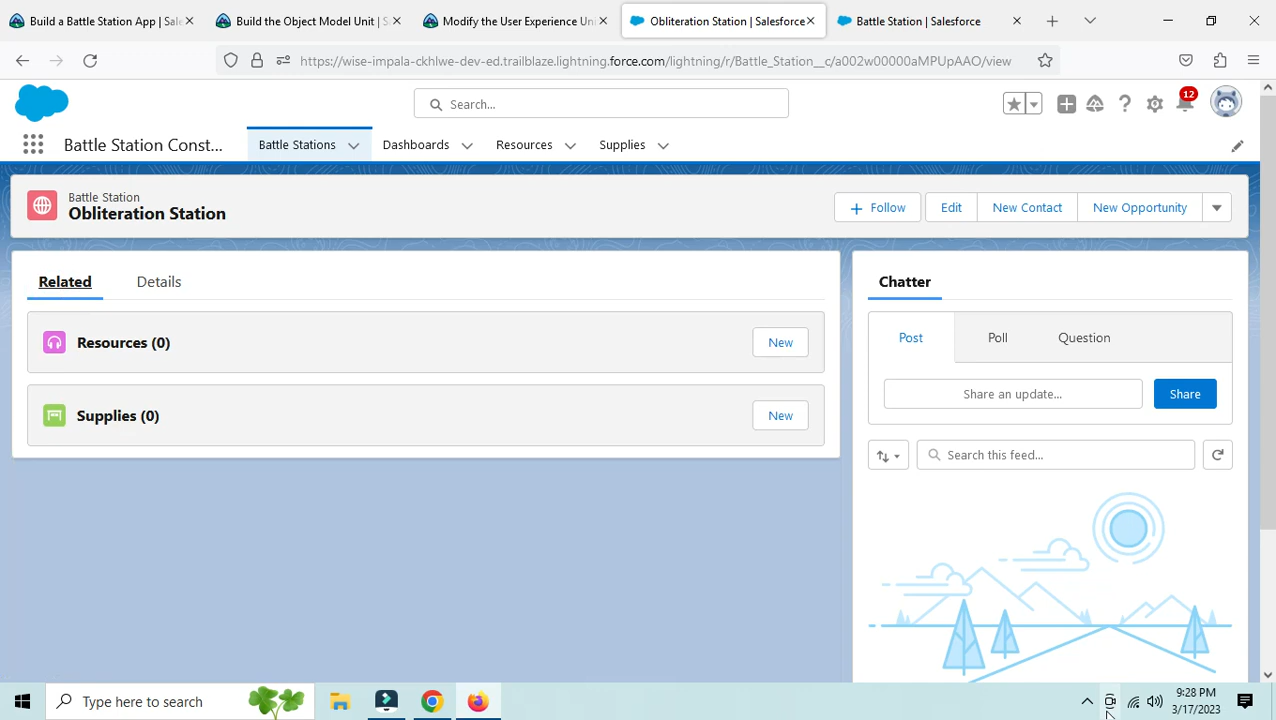 Build a Battle Station App | Sale
Build the Object Model Unit | S
Modify the User Experience Uni
Obliteration Station | Salesforce
Battle Station | Salesforce
https://wise-impala-ckhlwe-dev-ed.trailblaze.lightning.force.com/lightning/r/Battle_Station__c/a002w00000aMPUpAAO/view
Search...
12
Battle Station Const...
Battle Stations
Dashboards
Resources
Supplies
Battle Station
Obliteration Station
Follow
Edit
New Contact
New Opportunity
Related
Details
Chatter
Resources (0)
New
Post
Poll
Question
Supplies (0)
New
Share an update...
Share
Search this feed...
Type here to search
9:28 PM
3/17/2023